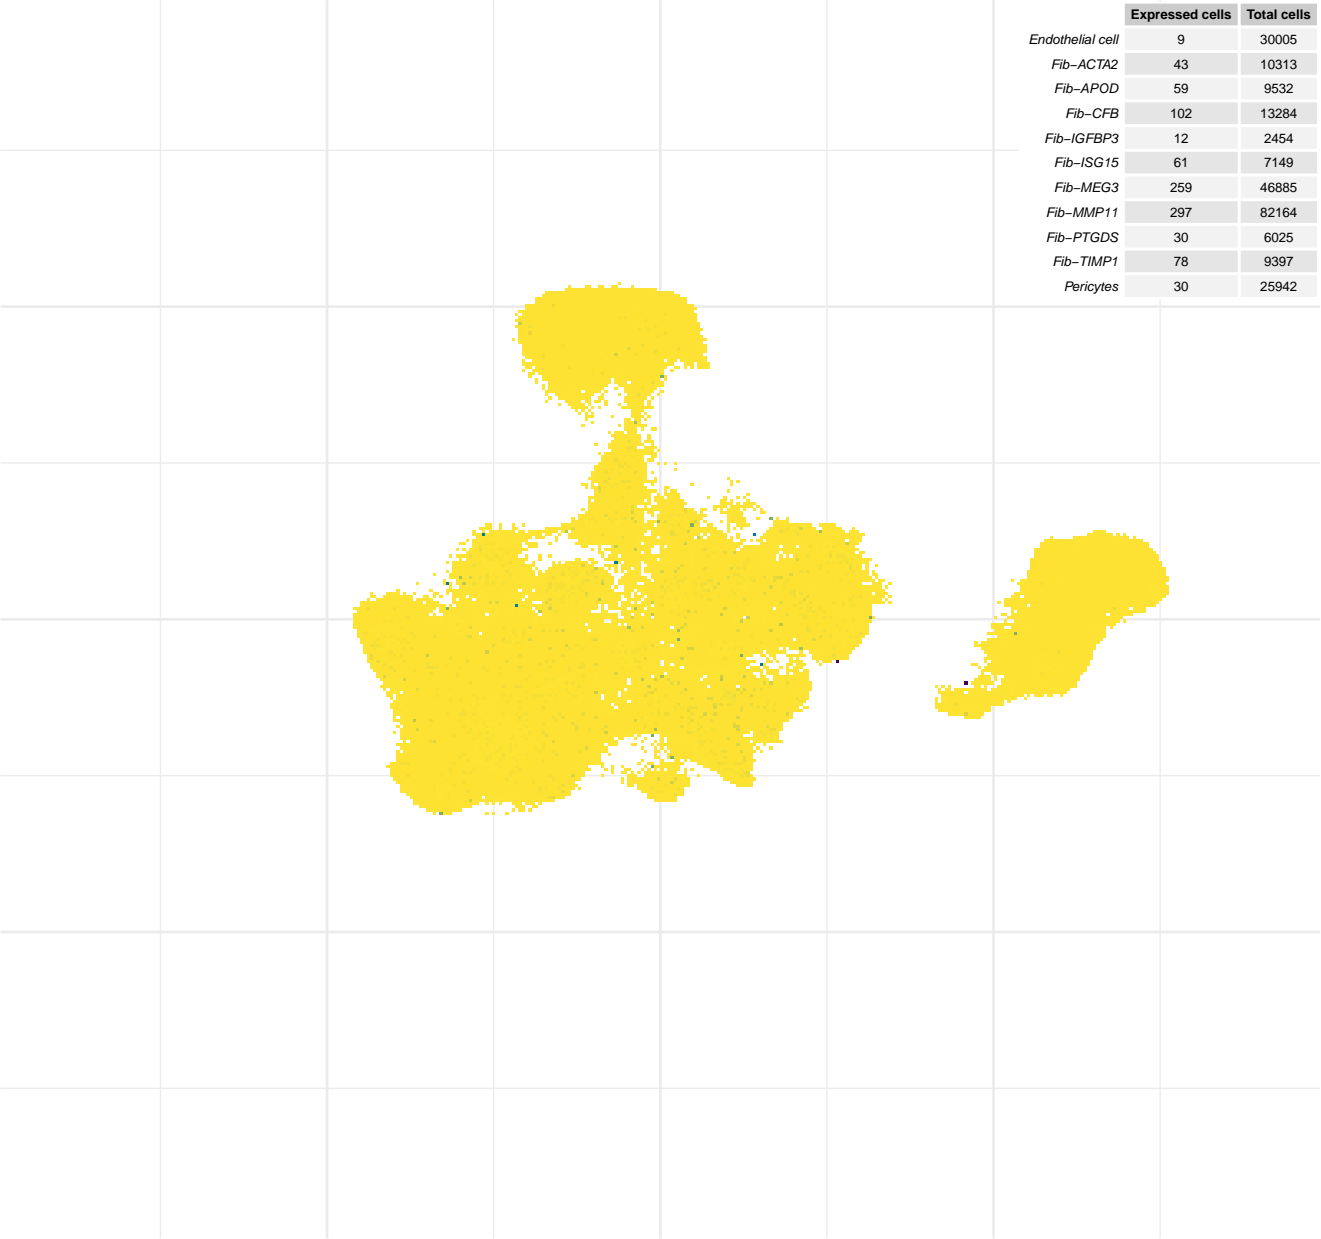 Expressed cells Total cells
Endothelial cell 9 30005
Fib−ACTA2 43 10313
Fib−APOD 59 9532
Fib−CFB 102 13284
Fib−IGFBP3 12 2454
Fib−ISG15 61 7149
Fib−MEG3 259 46885
Fib−MMP11 297 82164
Fib−PTGDS 30 6025
Fib−TIMP1 78 9397
Pericytes 30 25942